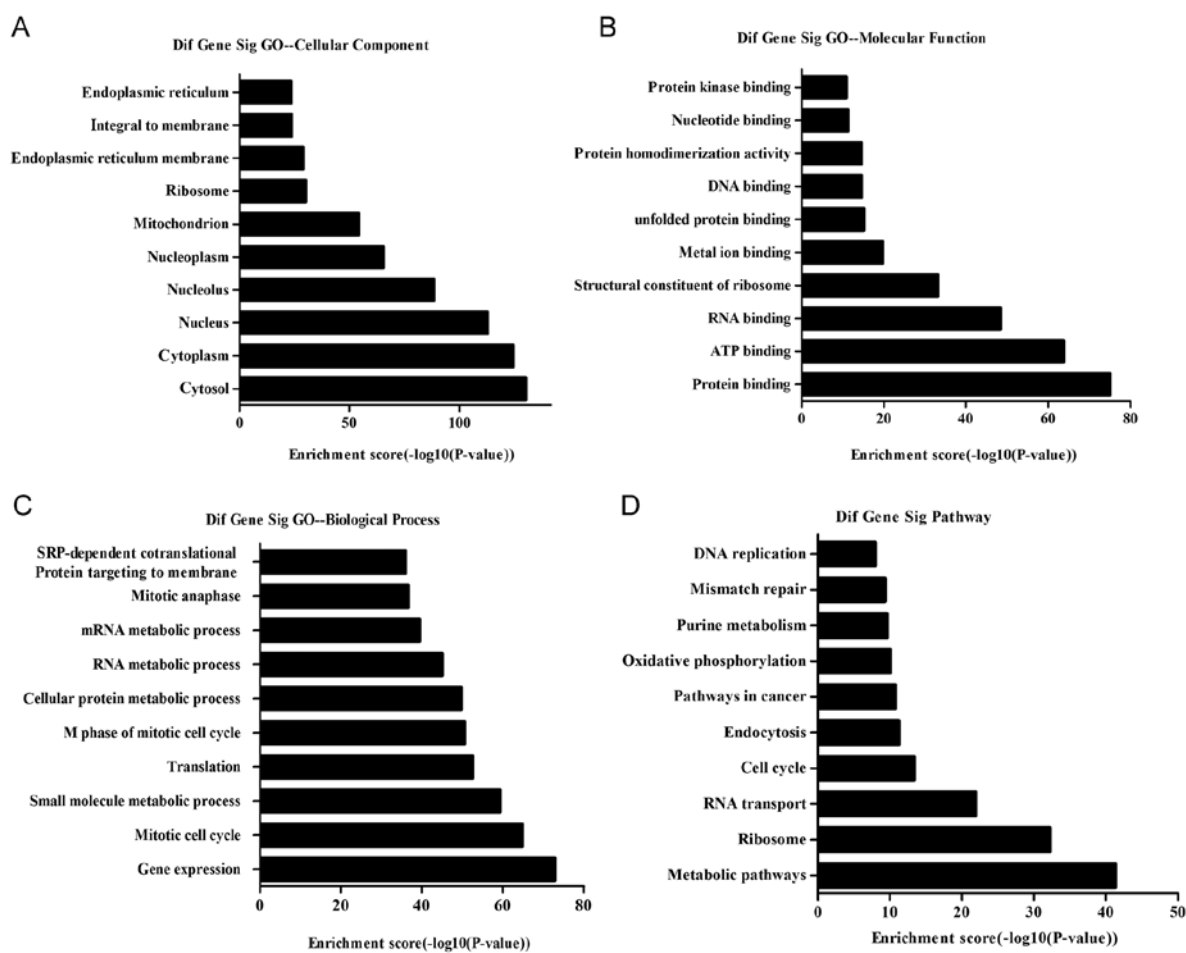 A
Dif Gene Sig GO--Cellular Component
Endoplasmic reticulum
Integral to membrane
Endoplasmic reticulum membrane
Ribosome
Mitochondrion
Nucleoplasm
Nucleolus
Nucleus
Cytoplasm
Cytosol
0 50 100
Enrichment score(-log10(P-value))
B
Dif Gene Sig GO--Molecular Function
Protein kinase binding
Nucleotide binding
Protein homodimerization activity
DNA binding
unfolded protein binding
Metal ion binding
Structural constituent of ribosome
RNA binding
ATP binding
Protein binding
0 20 40 60 80
Enrichment score(-log10(P-value))
C
Dif Gene Sig GO--Biological Process
SRP-dependent cotranslational
Protein targeting to membrane
Mitotic anaphase
mRNA metabolic process
RNA metabolic process
Cellular protein metabolic process
M phase of mitotic cell cycle
Translation
Small molecule metabolic process
Mitotic cell cycle
Gene expression
0 20 40 60 80
Enrichment score(-log10(P-value))
D
Dif Gene Sig Pathway
DNA replication
Mismatch repair
Purine metabolism
Oxidative phosphorylation
Pathways in cancer
Endocytosis
Cell cycle
RNA transport
Ribosome
Metabolic pathways
0 10 20 30 40 50
Enrichment score(-log10(P-value))